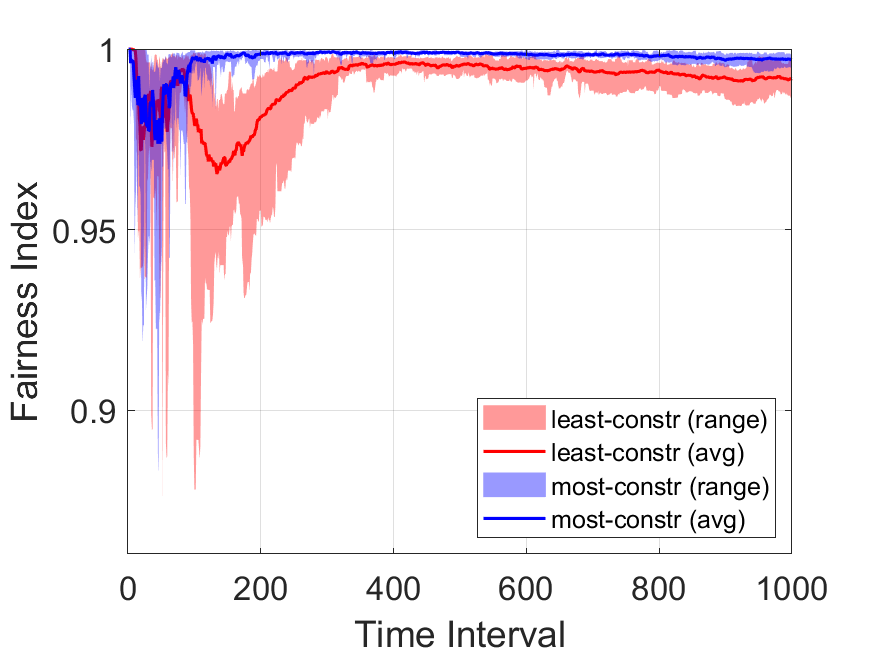 1
0.95
0.9
Fairness Index
0
200
400
600
800
1000
Time Interval
least-constr (range)
least-constr (avg)
most-constr (range)
most-constr (avg)